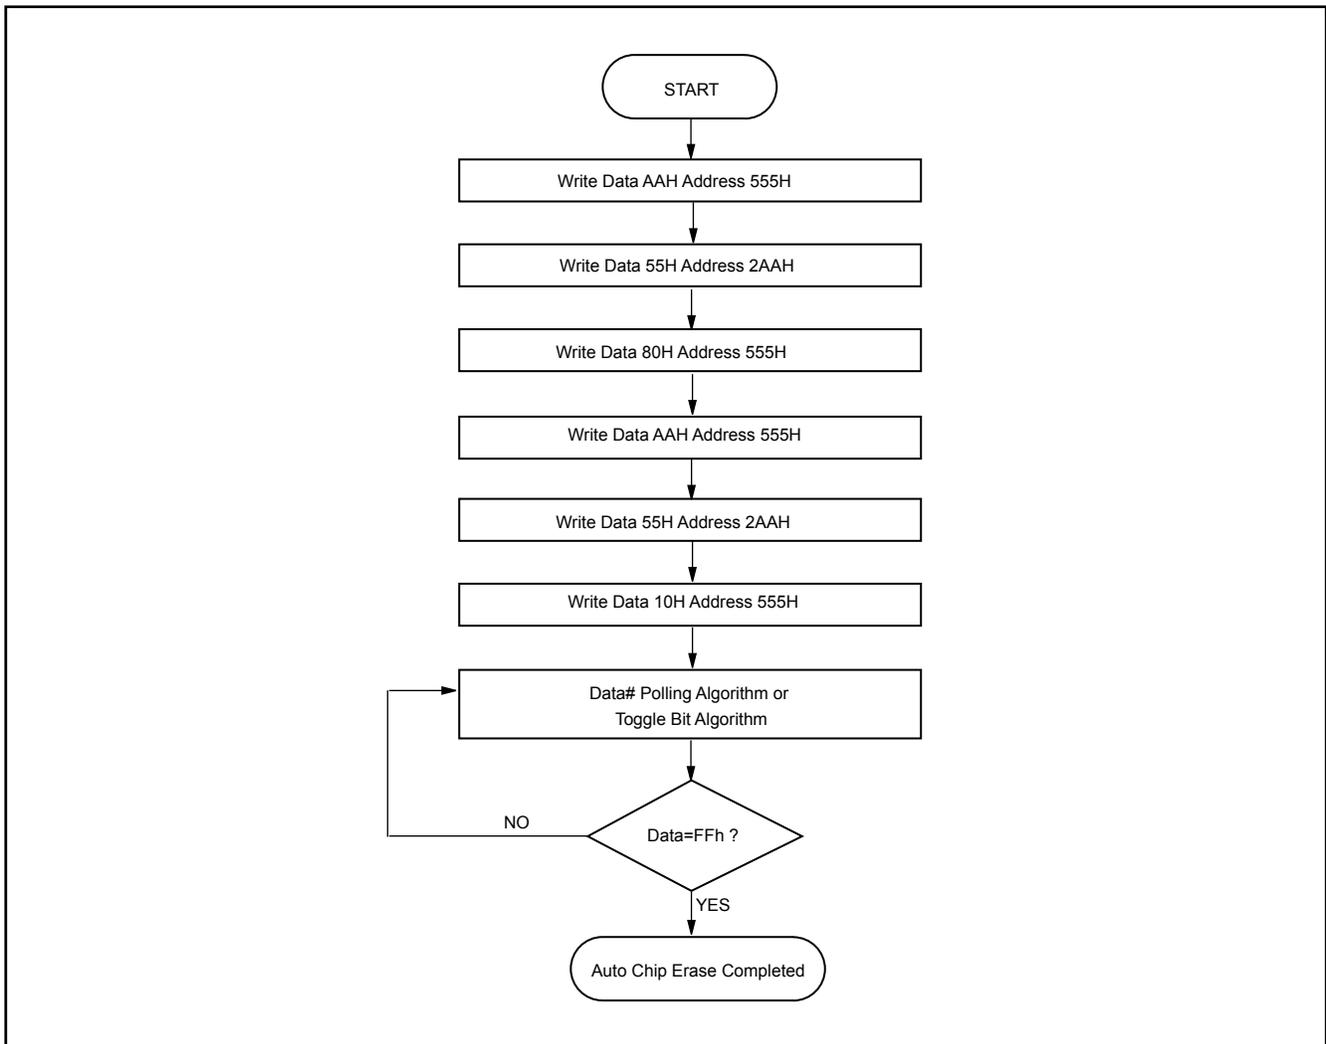 START
Write Data AAH Address 555H
Write Data 55H Address 2AAH
Write Data 80H Address 555H
Write Data AAH Address 555H
Write Data 55H Address 2AAH
Write Data 10H Address 555H
Data# Polling Algorithm or
Toggle Bit Algorithm
NO
Data=FFh ?
YES
Auto Chip Erase Completed